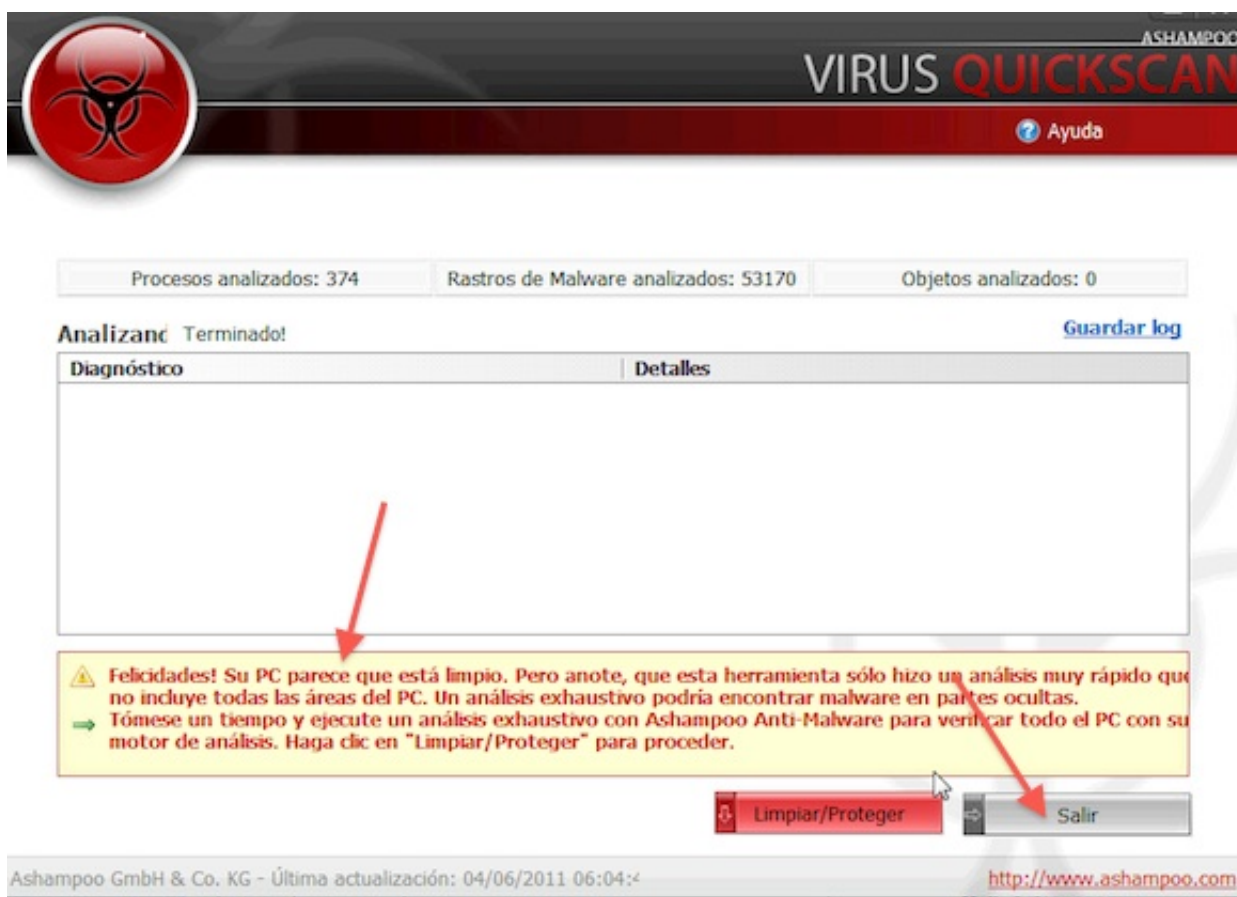 ASHAMPOO
VIRUS QUICKSCAN
Ayuda
Procesos analizados: 374
Rastros de Malware analizados: 53170
Objetos analizados: 0
Analizanc Terminado!
Guardar log
Diagnóstico
Detalles
Felicidades! Su PC parece que está limpio. Pero anote, que esta herramienta sólo hizo un análisis muy rápido que
no incluye todas las áreas del PC. Un análisis exhaustivo podría encontrar malware en partes ocultas.
Tómese un tiempo y ejecute un análisis exhaustivo con Ashampoo Anti-Malware para verificar todo el PC con su
motor de análisis. Haga clic en "Limpiar/Proteger" para proceder.
Limpiar/Proteger
Salir
Ashampoo GmbH & Co. KG - Última actualización: 04/06/2011 06:04:
http://www.ashampoo.com